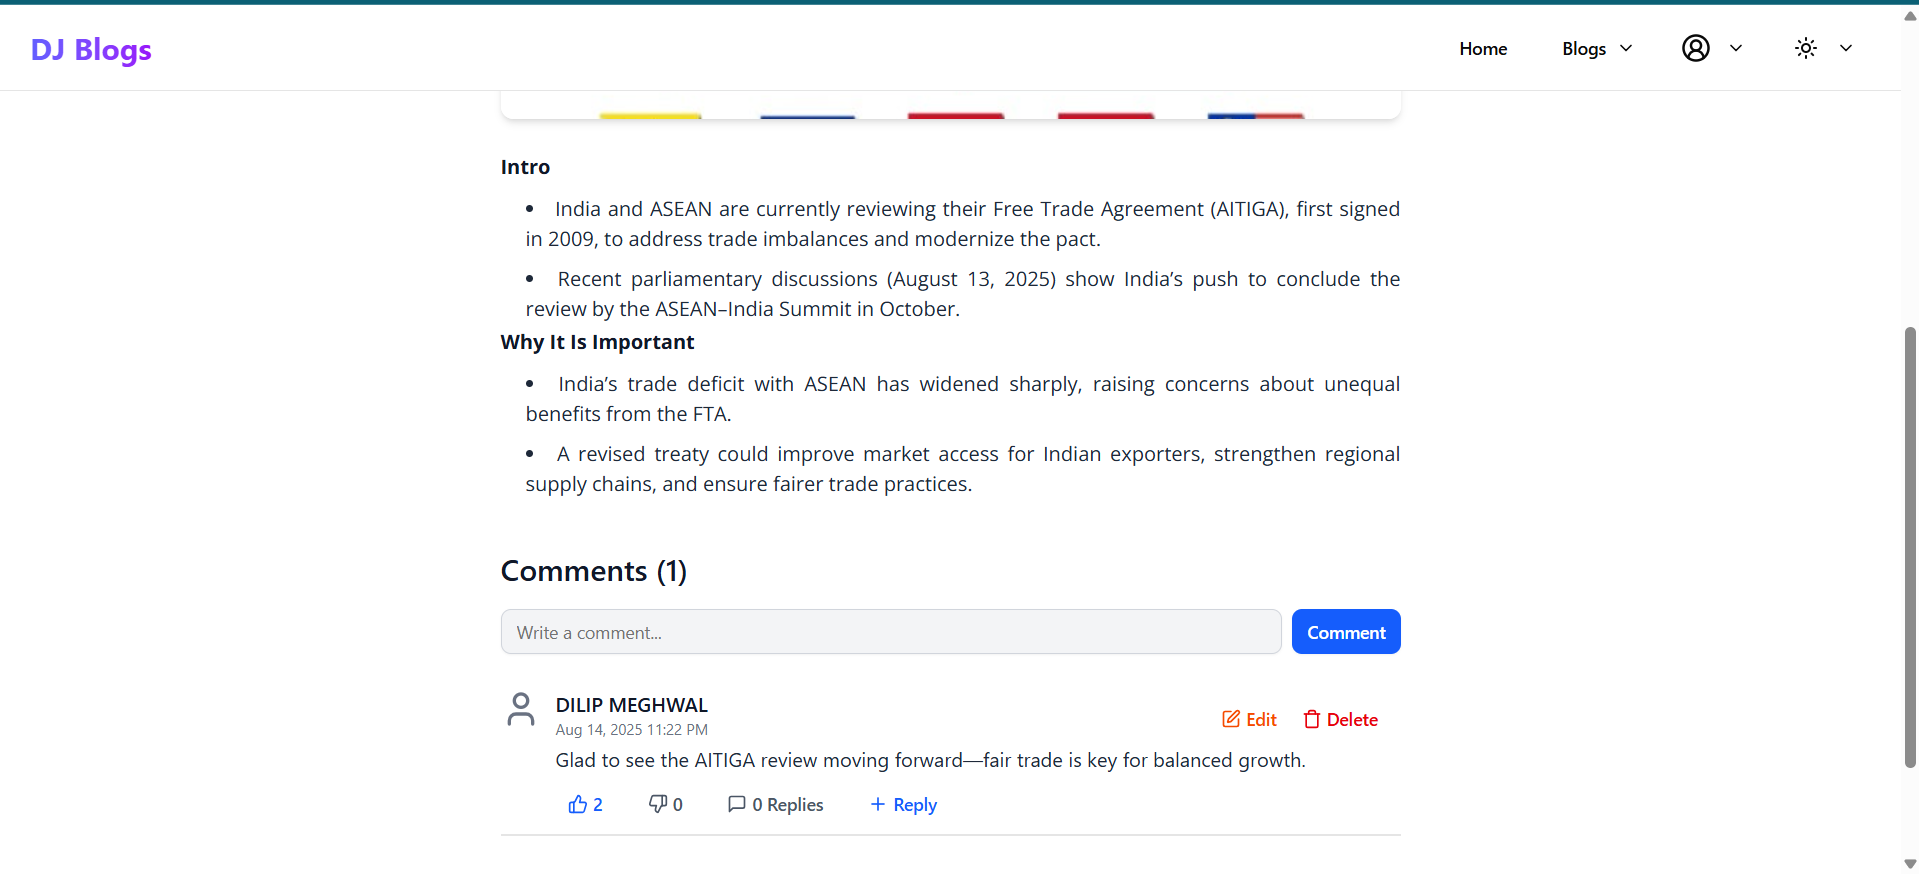 DJ Blogs
Home
Blogs
Intro
• India and ASEAN are currently reviewing their Free Trade Agreement (AITIGA), first signed
in 2009, to address trade imbalances and modernize the pact.
• Recent parliamentary discussions (August 13, 2025) show India’s push to conclude the
review by the ASEAN–India Summit in October.
Why It Is Important
• India’s trade deficit with ASEAN has widened sharply, raising concerns about unequal
benefits from the FTA.
• A revised treaty could improve market access for Indian exporters, strengthen regional
supply chains, and ensure fairer trade practices.
Comments (1)
Write a comment...
Comment
DILIP MEGHWAL
Aug 14, 2025 11:22 PM
Edit
Delete
Glad to see the AITIGA review moving forward—fair trade is key for balanced growth.
2
0
0 Replies
+ Reply